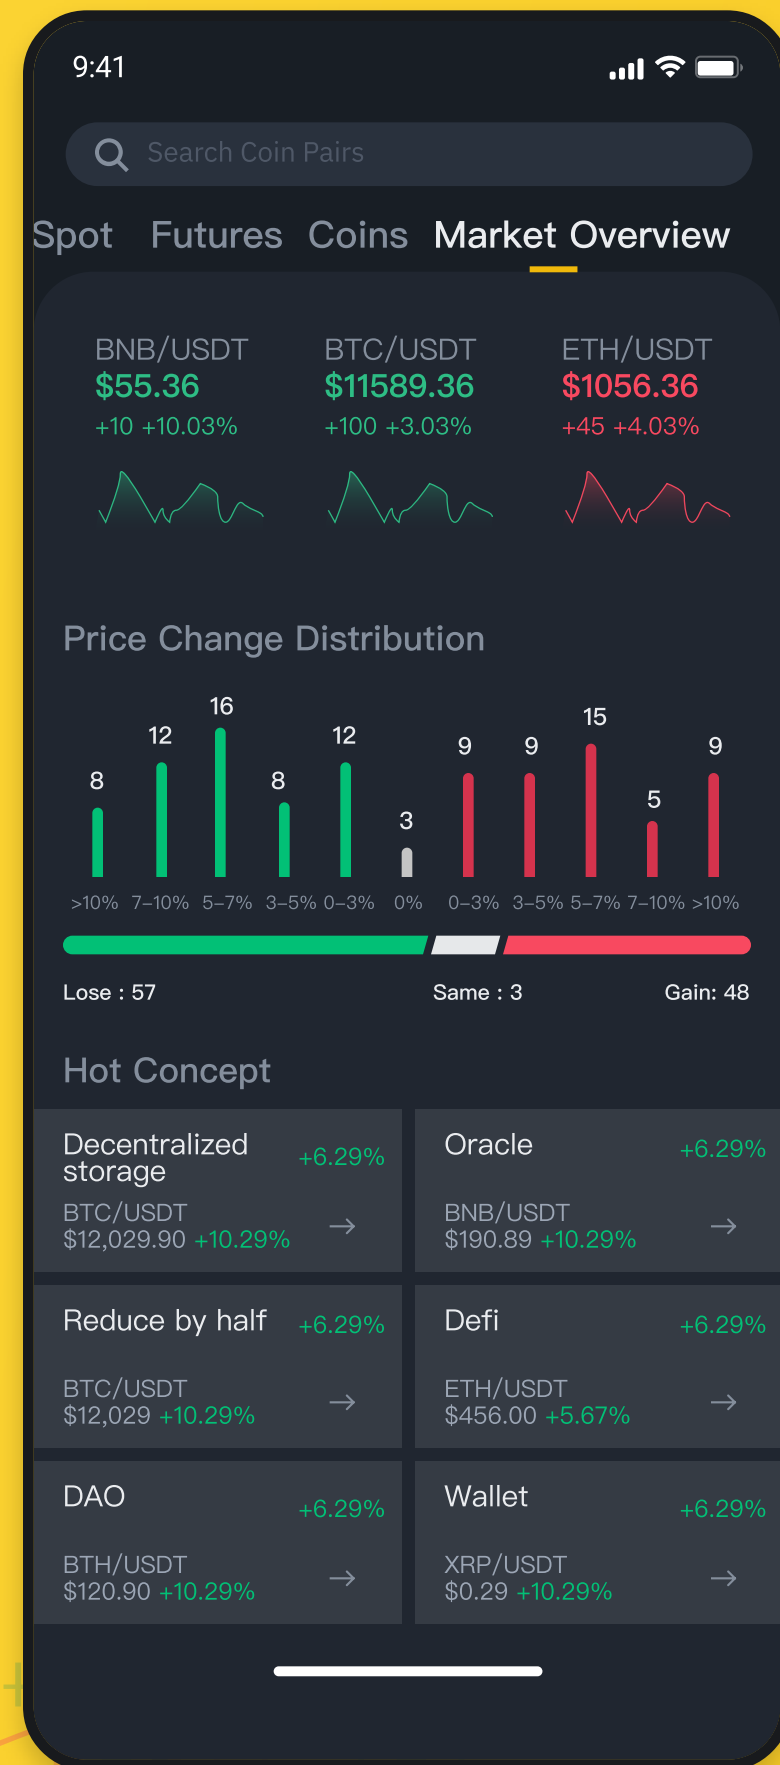 9:41
Search Coin Pairs
Spot Futures Coins Market Overview
BNB/USDT BTC/USDT ETH/USDT
$55.36 $11589.36 $1056.36
+10 +10.03% +100 +3.03% +45 +4.03%
Price Change Distribution
8 12 16 8 12 3 9 9 15 5 9
>10% 7–10% 5–7% 3–5% 0–3% 0% 0–3% 3–5% 5–7% 7–10% >10%
Lose : 57 Same : 3 Gain: 48
Hot Concept
Decentralized
storage
+6.29%
BTC/USDT
$12,029.90 +10.29% →
Oracle +6.29%
BNB/USDT
$190.89 +10.29% →
Reduce by half +6.29%
BTC/USDT
$12,029 +10.29% →
Defi +6.29%
ETH/USDT
$456.00 +5.67% →
DAO +6.29%
BTH/USDT
$120.90 +10.29% →
Wallet +6.29%
XRP/USDT
$0.29 +10.29% →